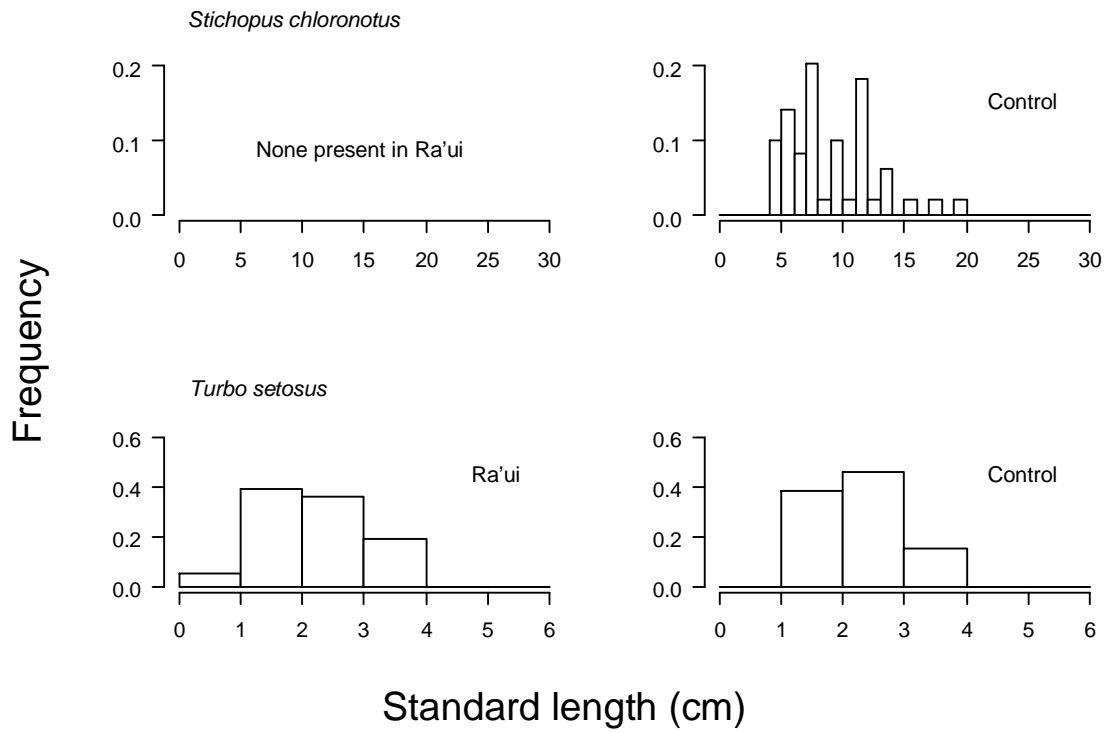 Stichopus chloronotus
0.2
0.1
0.0
None present in Ra'ui
0 5 10 15 20 20 30
0.2
0.1
0.0
Control
0 5 10 15 20 5 30
Frequency
Turbo setosus
0.6
0.4
0.2
0.0
Ra'ui
0 1 2 3 4 5 6
0.6
0.4
0.2
0.0
Control
0 1 2 3 4 5 6
Standard length (cm)